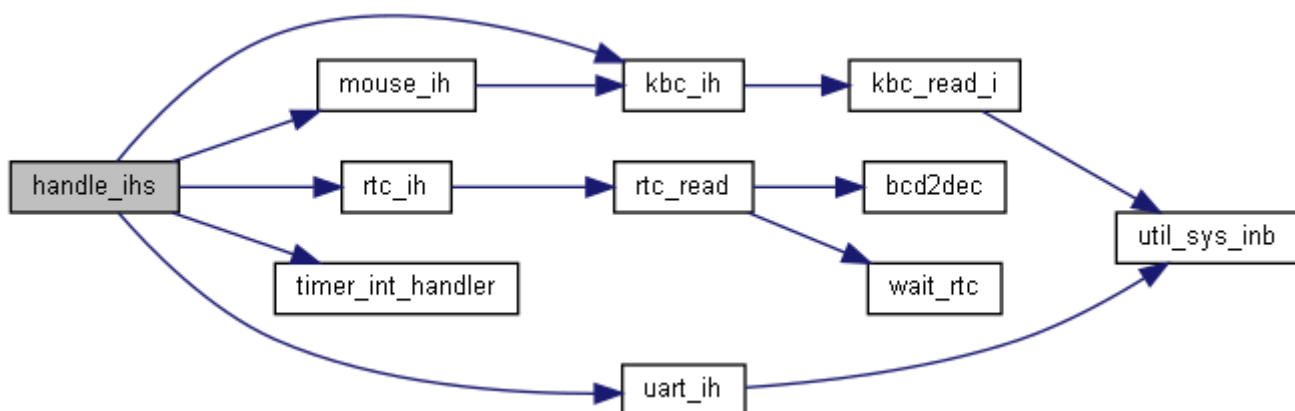 mouse_ih
kbc_ih
kbc_read_i
handle_ihs
rtc_ih
rtc_read
bcd2dec
util_sys_inb
timer_int_handler
wait_rtc
uart_ih